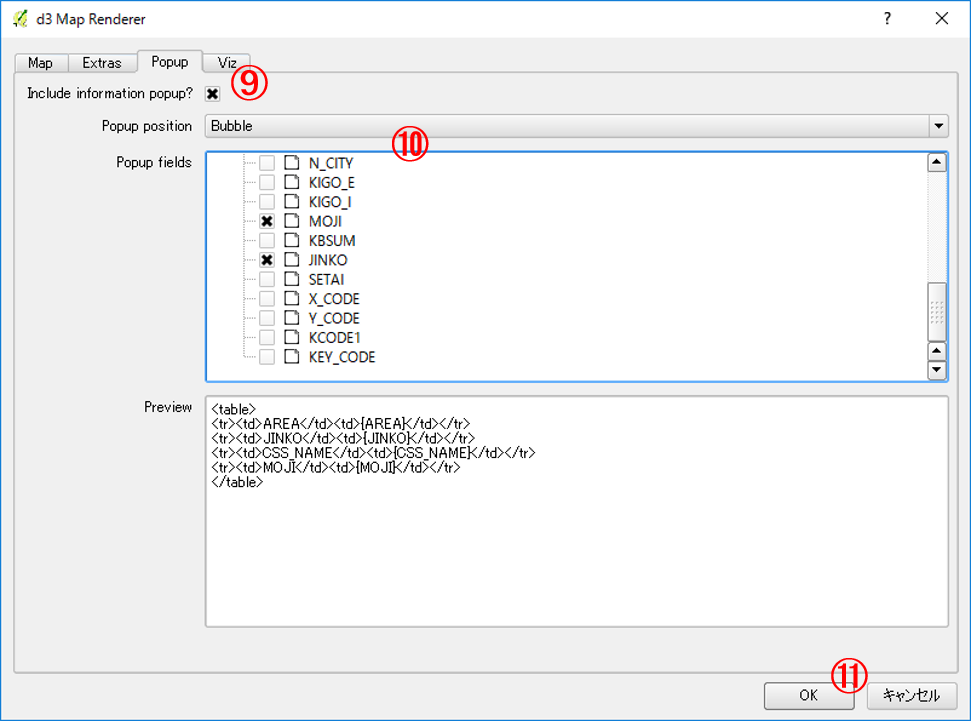 d3 Map Renderer
?
Map Extras Popup Viz
⑨
Include information popup?
Popup position Bubble
⑩
Popup fields
N_CITY
KIGO_E
KIGO_I
MOJI
KBSUM
JINKO
SETAI
X_CODE
Y_CODE
KCODE1
KEY_CODE
Preview
<table>
<tr><td>AREA</td><td>{AREA}</td></tr>
<tr><td>JINKO</td><td>{JINKO}</td></tr>
<tr><td>CSS_NAME</td><td>{CSS_NAME}</td></tr>
<tr><td>MOJI</td><td>{MOJI}</td></tr>
</table>
⑪
OK キャンセル